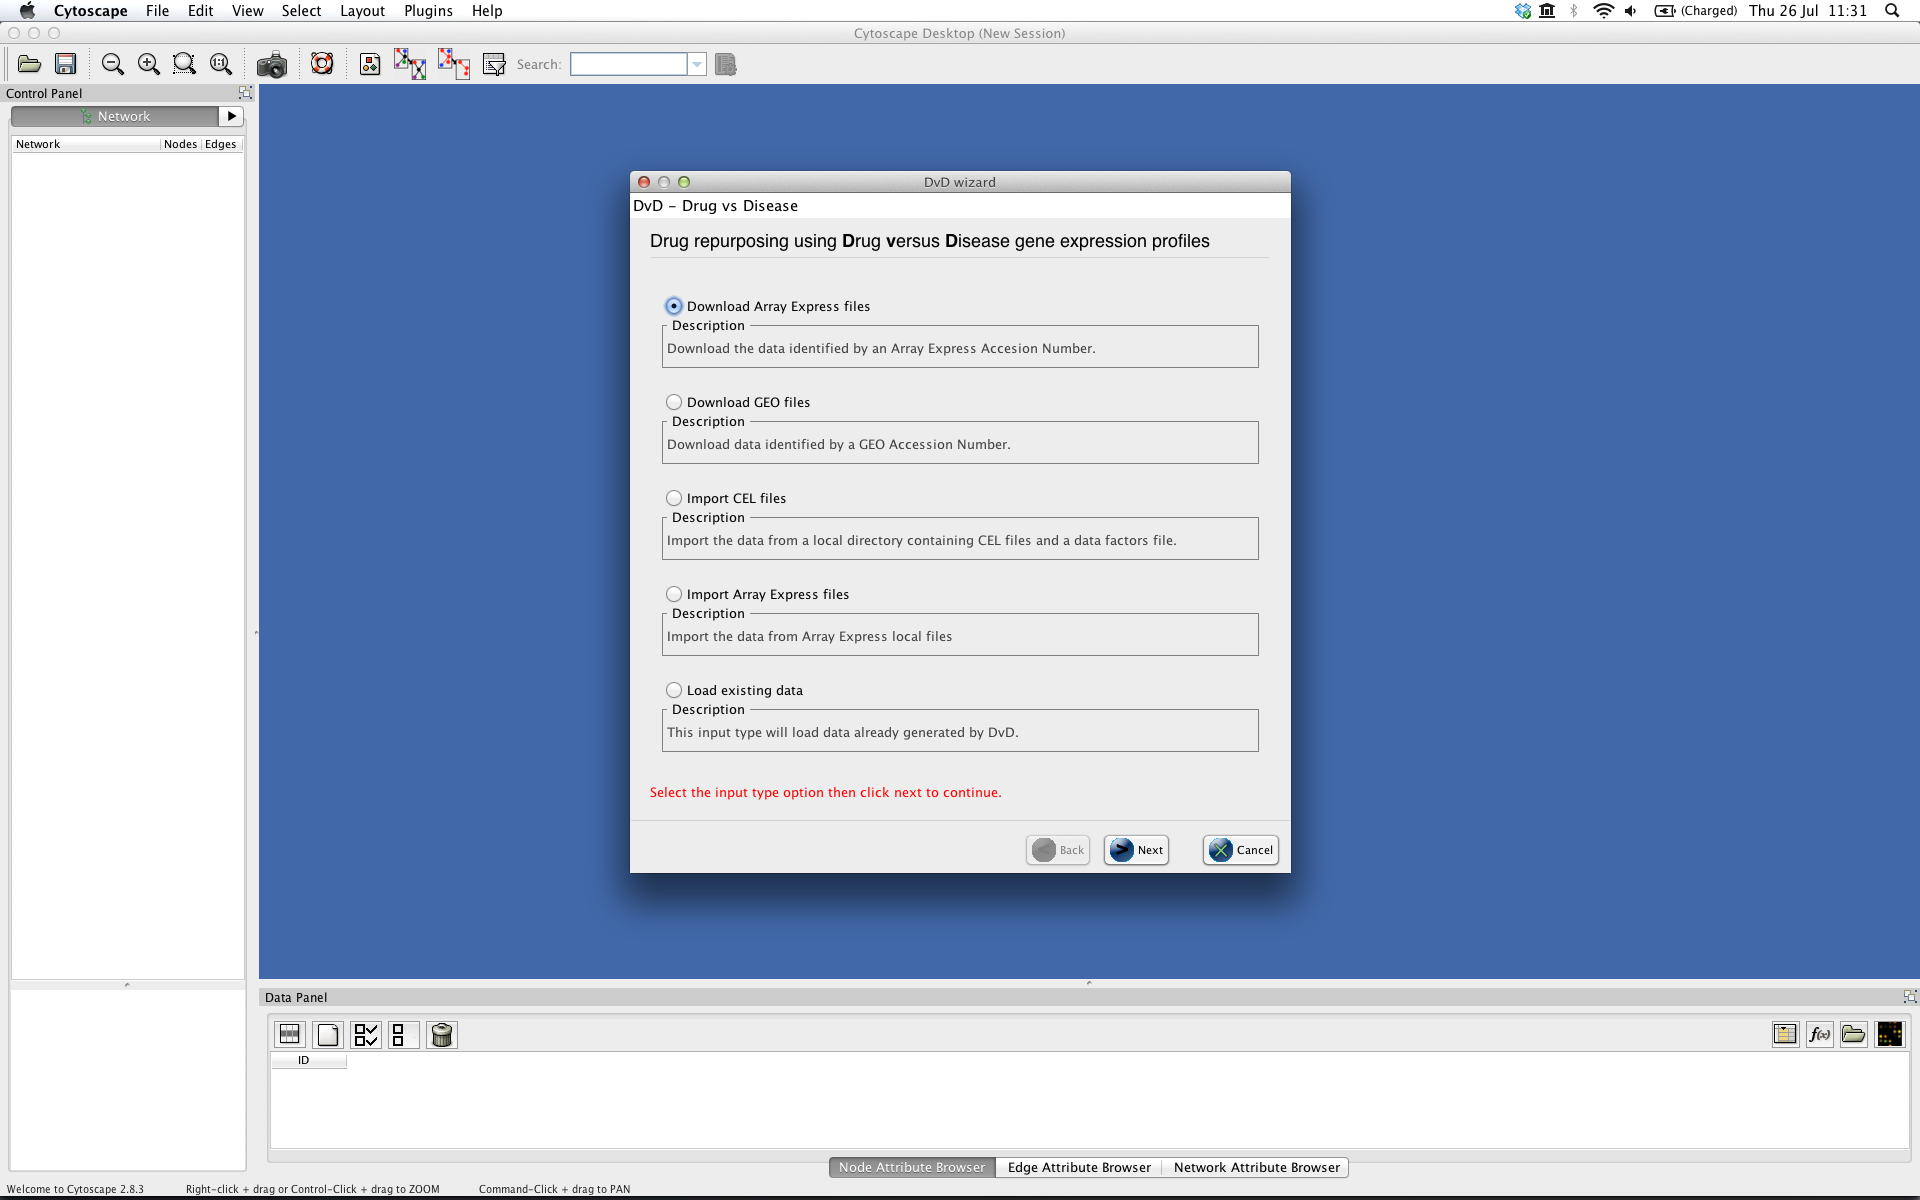 Cytoscape File Edit View Select Layout Plugins Help (Charged) Thu 26 Jul 11:31
Cytoscape Desktop (New Session)
Search:
Control Panel
Network
Network Nodes Edges
DvD wizard
DvD - Drug vs Disease
Drug repurposing using Drug versus Disease gene expression profiles
Download Array Express files
Description
Download the data identified by an Array Express Accesion Number.
Download GEO files
Description
Download data identified by a GEO Accession Number.
Import CEL files
Description
Import the data from a local directory containing CEL files and a data factors file.
Import Array Express files
Description
Import the data from Array Express local files
Load existing data
Description
This input type will load data already generated by DvD.
Select the input type option then click next to continue.
Back Next Cancel
Data Panel
f(x)
ID
Node Attribute Browser Edge Attribute Browser Network Attribute Browser
Welcome to Cytoscape 2.8.3 Right-click + drag or Control-Click + drag to ZOOM Command-Click + drag to PAN